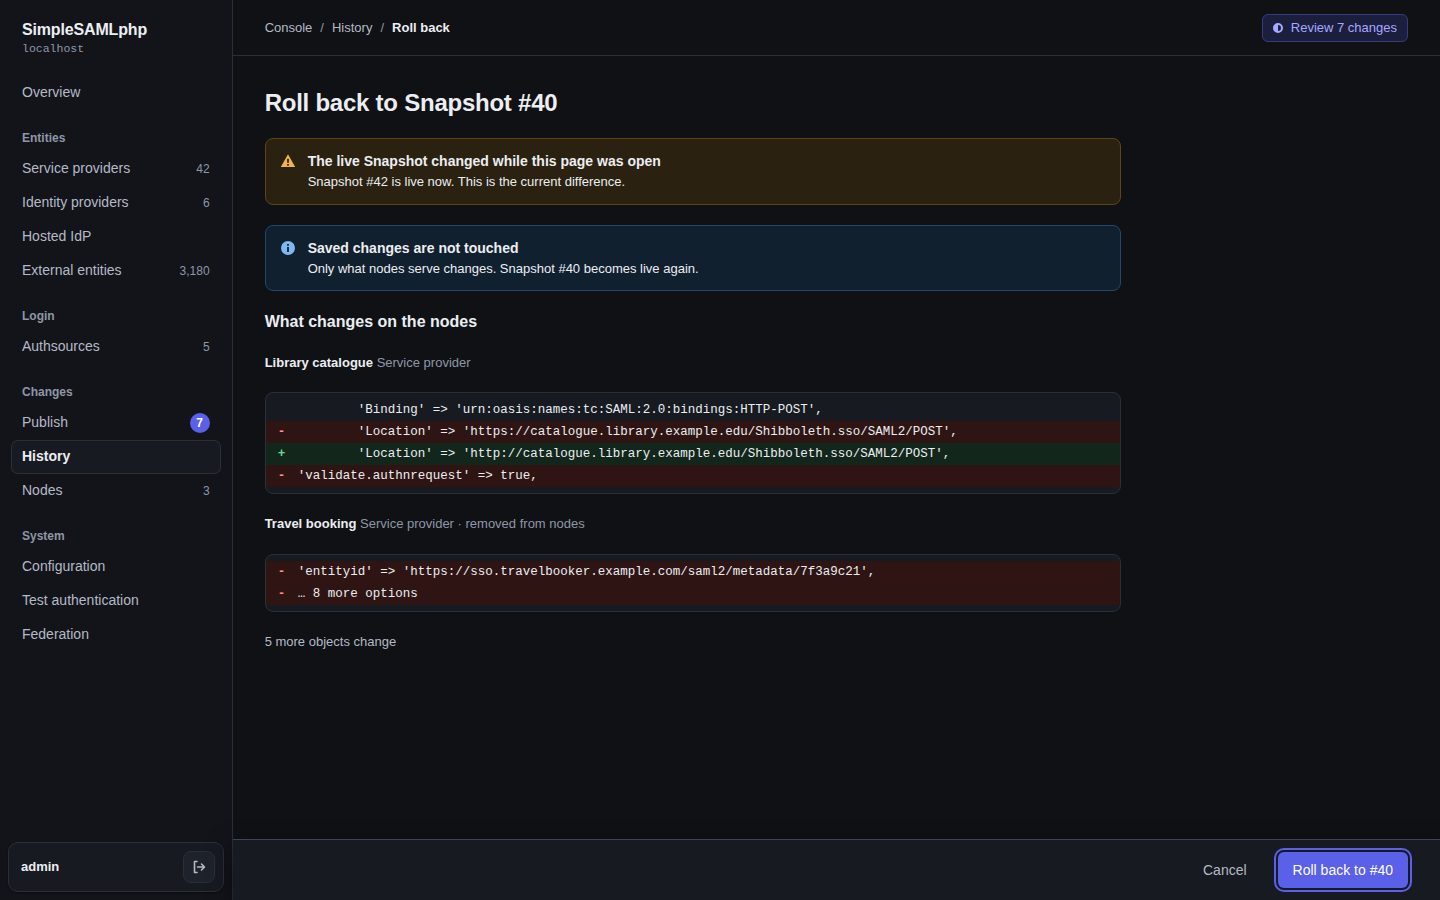 SimpleSAMLphp
localhost
Overview
Entities
Service providers 42
Identity providers 6
Hosted IdP
External entities 3,180
Login
Authsources 5
Changes
Publish 7
History
Nodes 3
System
Configuration
Test authentication
Federation
admin
Console / History / Roll back
Review 7 changes
Roll back to Snapshot #40
The live Snapshot changed while this page was open
Snapshot #42 is live now. This is the current difference.
Saved changes are not touched
Only what nodes serve changes. Snapshot #40 becomes live again.
What changes on the nodes
Library catalogue Service provider
'Binding' => 'urn:oasis:names:tc:SAML:2.0:bindings:HTTP-POST',
- 'Location' => 'https://catalogue.library.example.edu/Shibboleth.sso/SAML2/POST',
+ 'Location' => 'http://catalogue.library.example.edu/Shibboleth.sso/SAML2/POST',
- 'validate.authnrequest' => true,
Travel booking Service provider · removed from nodes
- 'entityid' => 'https://sso.travelbooker.example.com/saml2/metadata/7f3a9c21',
- … 8 more options
5 more objects change
Cancel
Roll back to #40